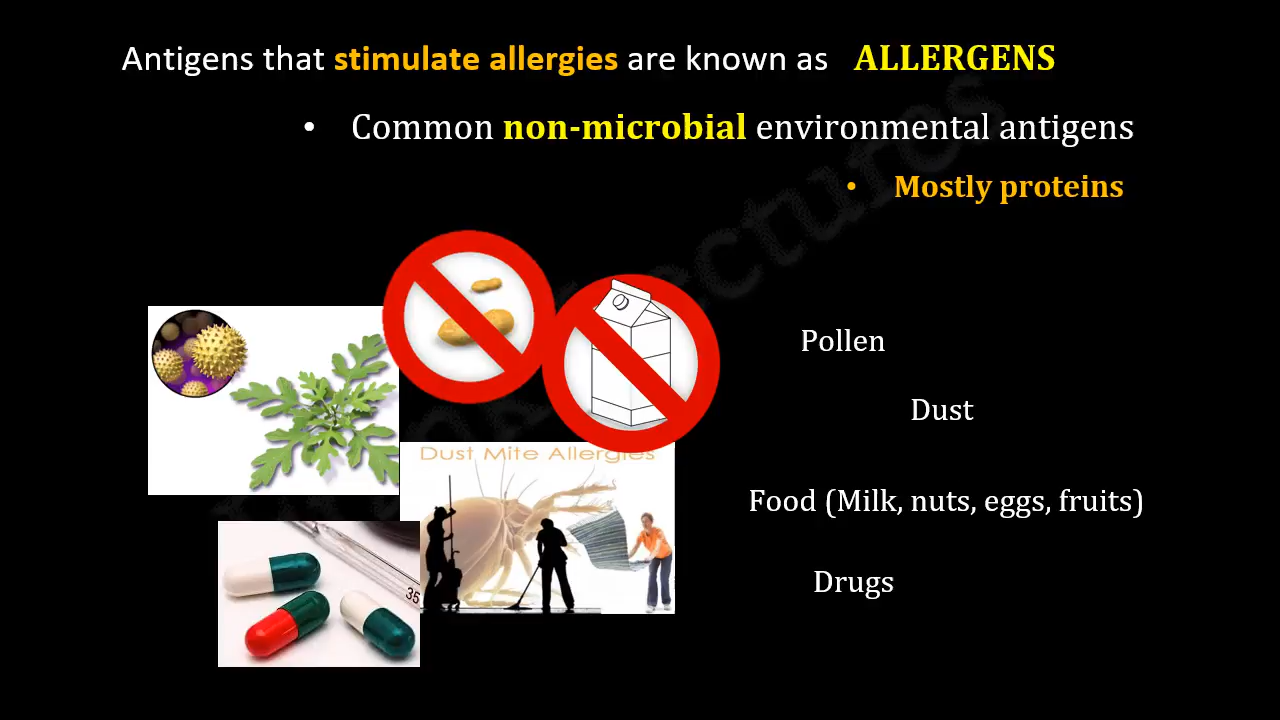 Antigens that stimulate allergies are known as ALLERGENS
• Common non-microbial environmental antigens
• Mostly proteins
Pollen
Dust
Dust Mite Allergies
Food (Milk, nuts, eggs, fruits)
Drugs
35